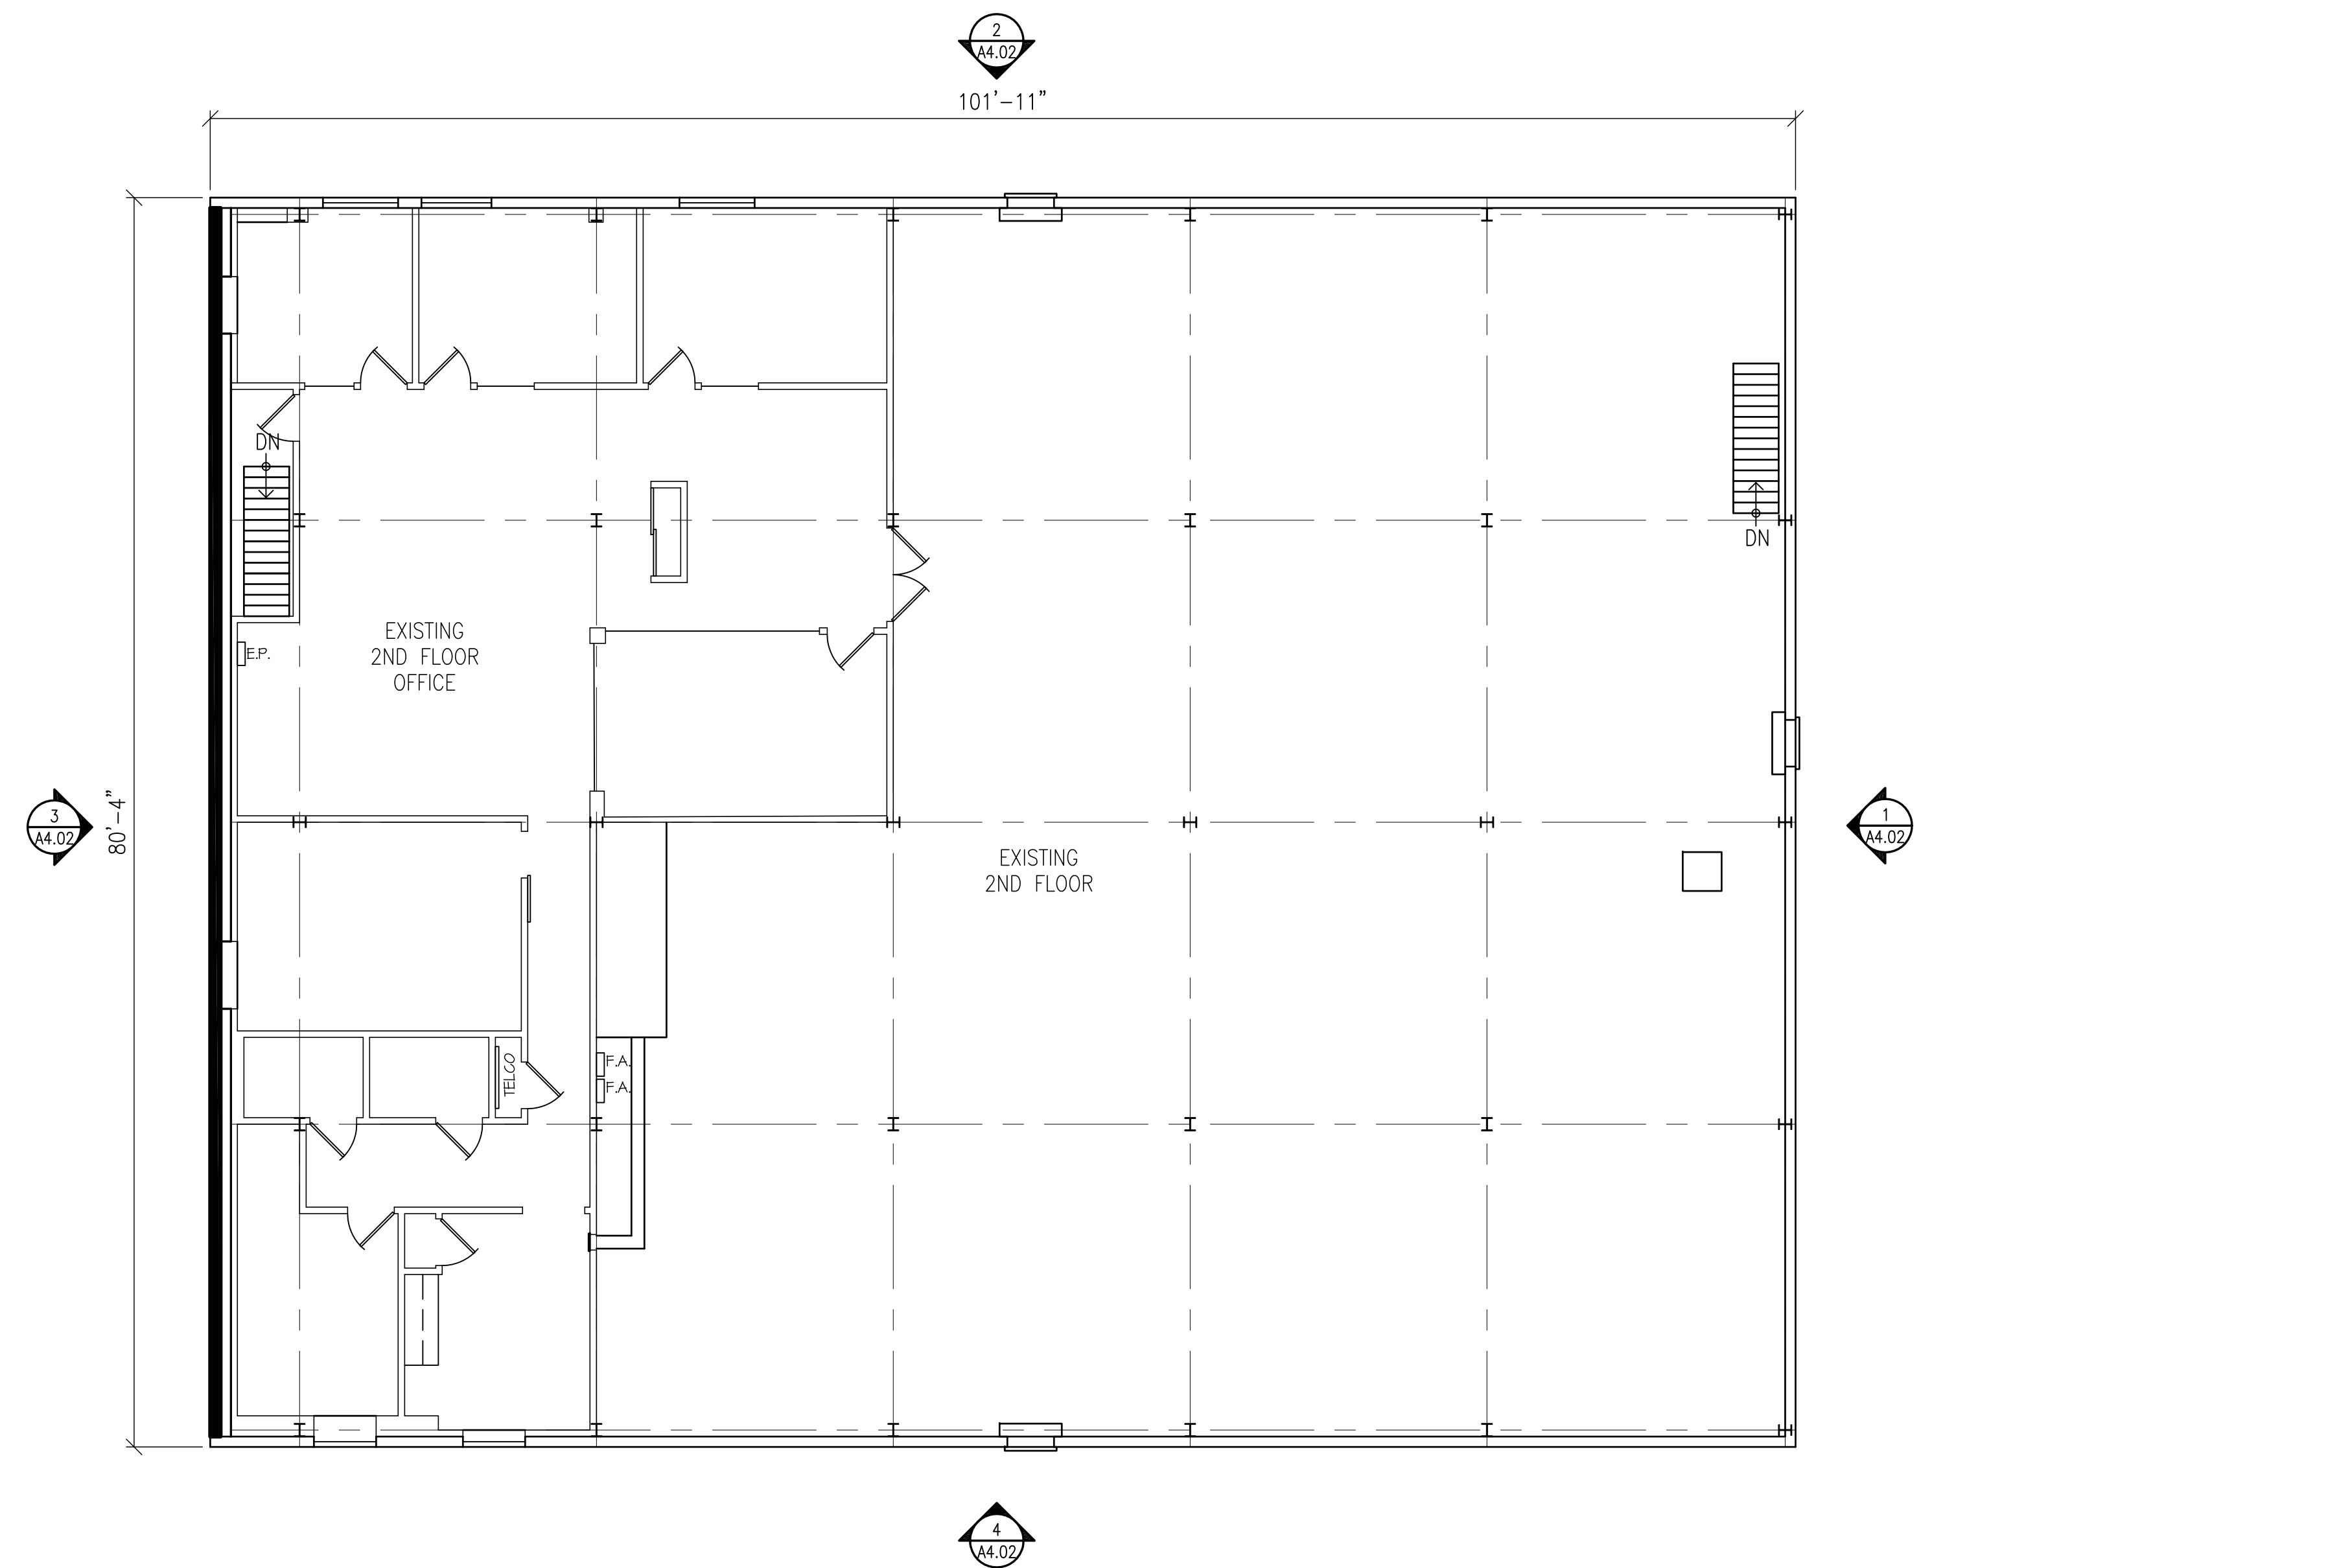 2
A4.02
101'-11"
DN
DN
EXISTING
2ND FLOOR
OFFICE
E.P.
3
A4.02
80'-4"
1
A4.02
EXISTING
2ND FLOOR
TELCO
F.A.
F.A.
4
A4.02